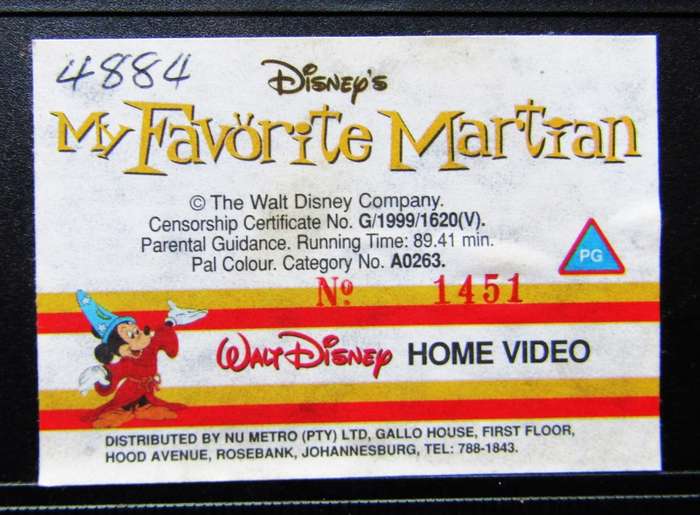 4884
Disney's
My Favörite Martian
© The Walt Disney Company.
Censorship Certificate No. G/1999/1620(V).
Parental Guidance. Running Time: 89.41 min.
Pal Colour. Category No. A0263.
PG
Nº 1451
Walt Disney HOME VIDEO
DISTRIBUTED BY NU METRO (PTY) LTD, GALLO HOUSE, FIRST FLOOR,
HOOD AVENUE, ROSEBANK, JOHANNESBURG, TEL: 788-1843.